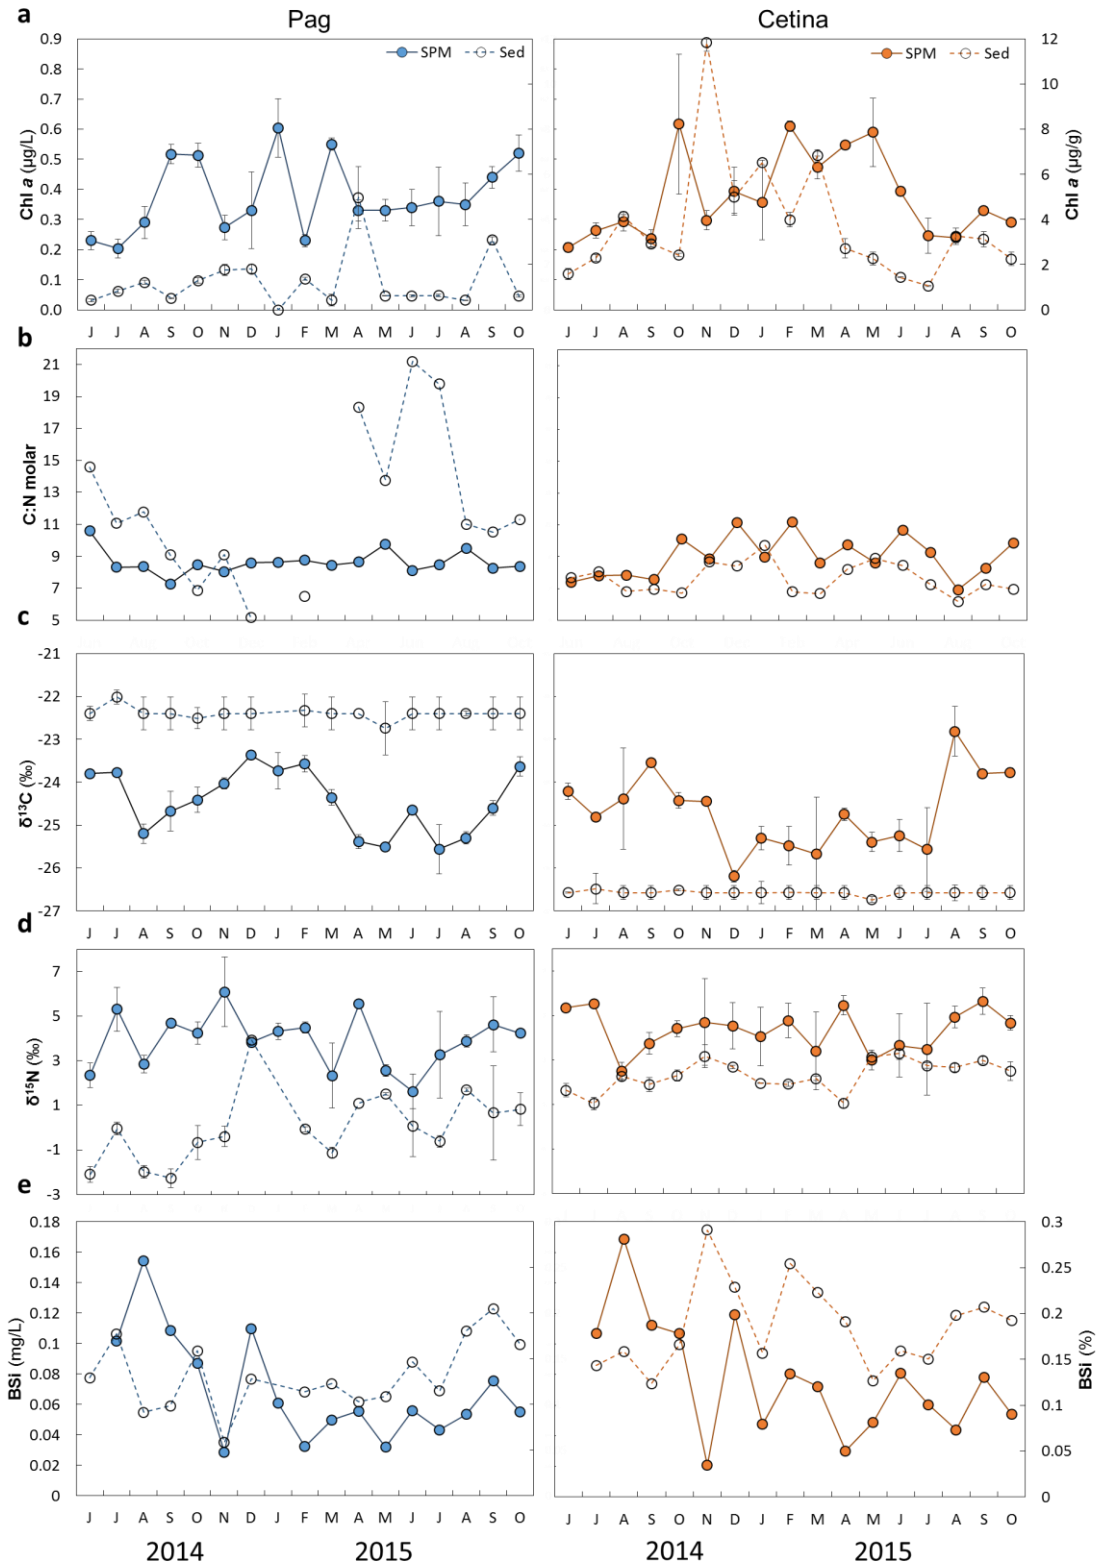 a
Pag
Cetina
0.9
0.8
0.7
0.6
0.5
0.4
0.3
0.2
0.1
0.0
Chl a (µg/L)
SPM Sed
SPM Sed
12
10
8
6
4
2
0
Chl a (µg/g)
J J A S O N D J F M A M J J A S O
J J A S O N D J F M A M J J A S O
b
21
19
17
15
13
11
9
7
5
C:N molar
c
-21
-22
-23
-24
-25
-26
-27
δ13C (‰)
J J A S O N D J F M A M J J A S O
J J A S O N D J F M A M J J A S O
d
7
5
3
1
-1
-3
δ15N (‰)
e
0.18
0.16
0.14
0.12
0.1
0.08
0.06
0.04
0.02
0
BSi (mg/L)
0.3
0.25
0.2
0.15
0.1
0.05
0
BSi (%)
J J A S O N D J F M A M J J A S O
J J A S O N D J F M A M J J A S O
2014 2015
2014 2015